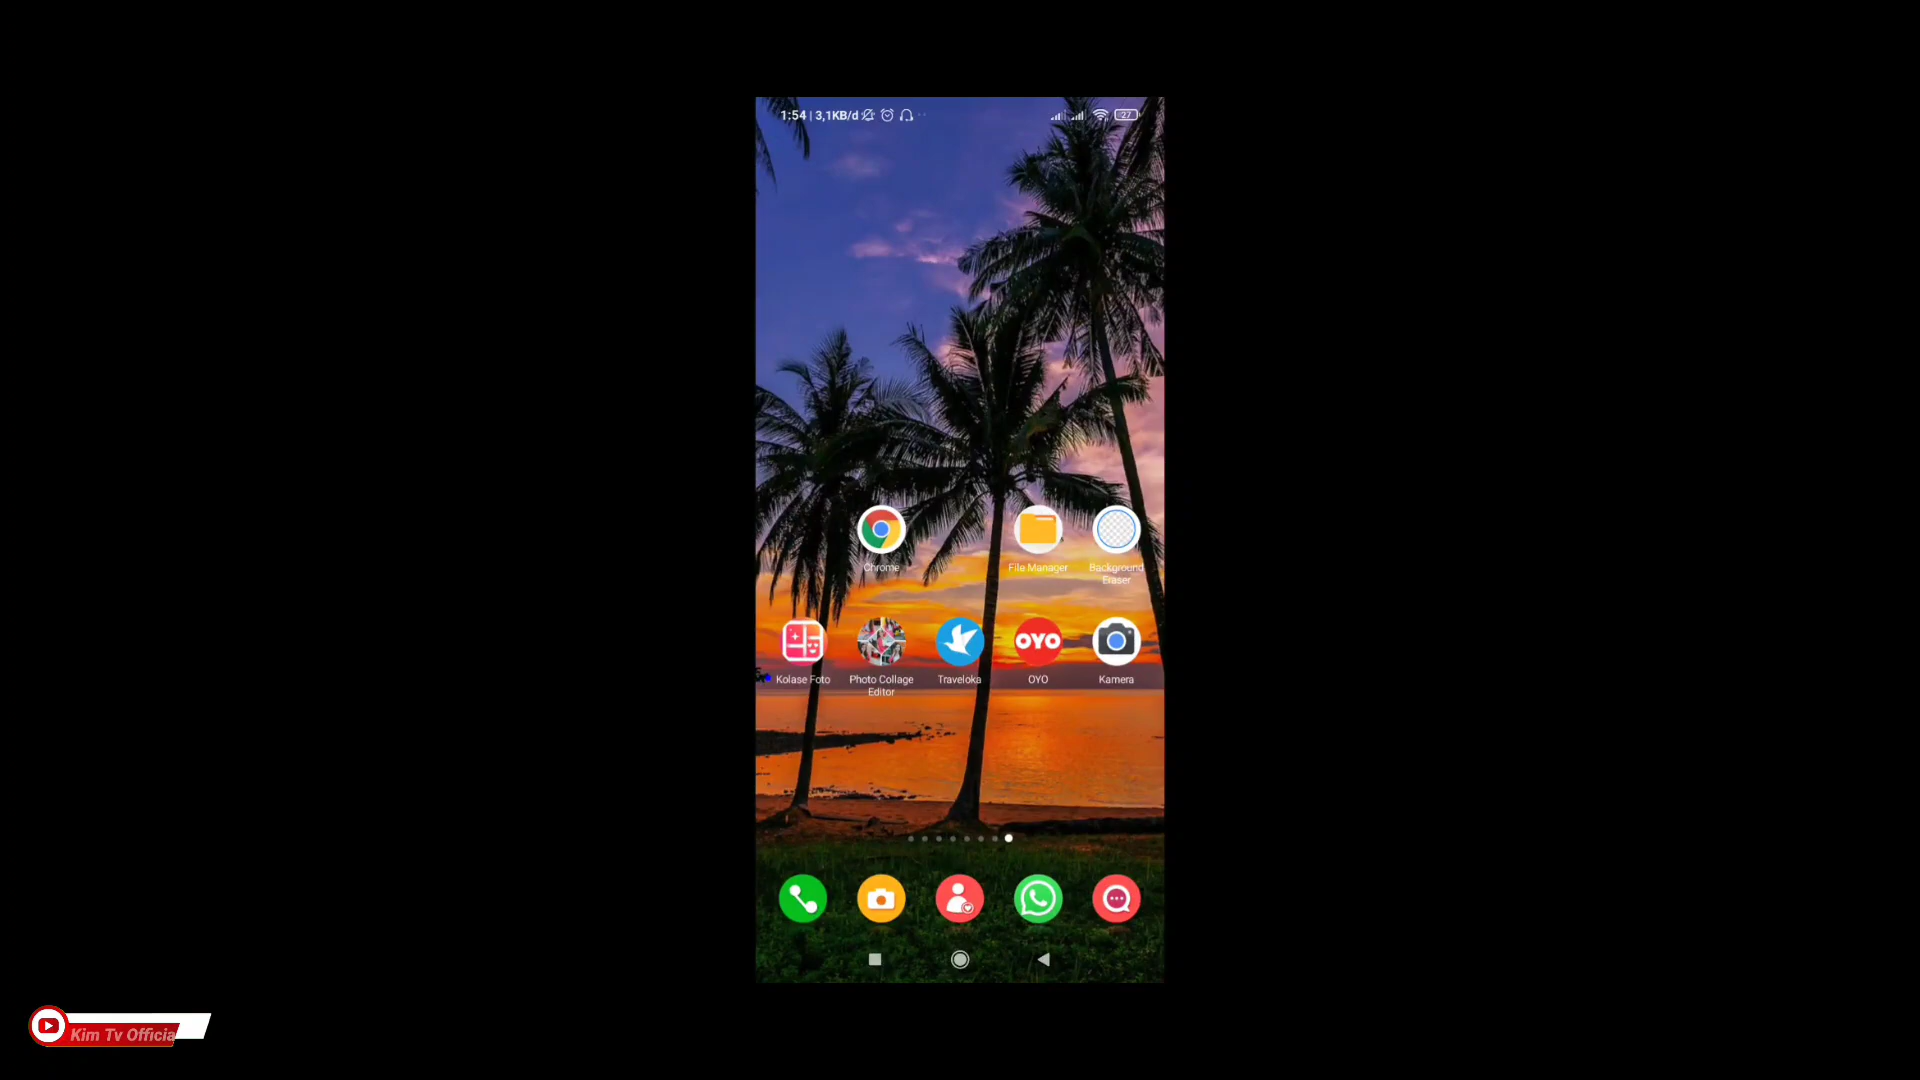 1:54 | 3,1KB/d
27
Chrome
File Manager
Background
Eraser
OYO
Kolase Foto
Photo Collage
Editor
Traveloka
OYO
Kamera
Kim Tv Officia